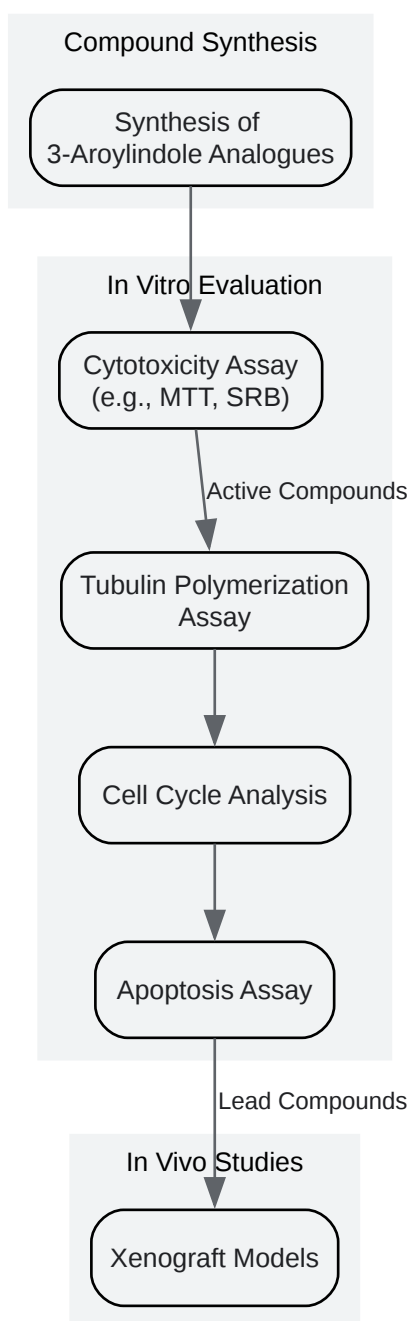 Compound Synthesis
Synthesis of
3-Aroylindole Analogues
In Vitro Evaluation
Cytotoxicity Assay
(e.g., MTT, SRB)
Active Compounds
Tubulin Polymerization
Assay
Cell Cycle Analysis
Apoptosis Assay
Lead Compounds
In Vivo Studies
Xenograft Models